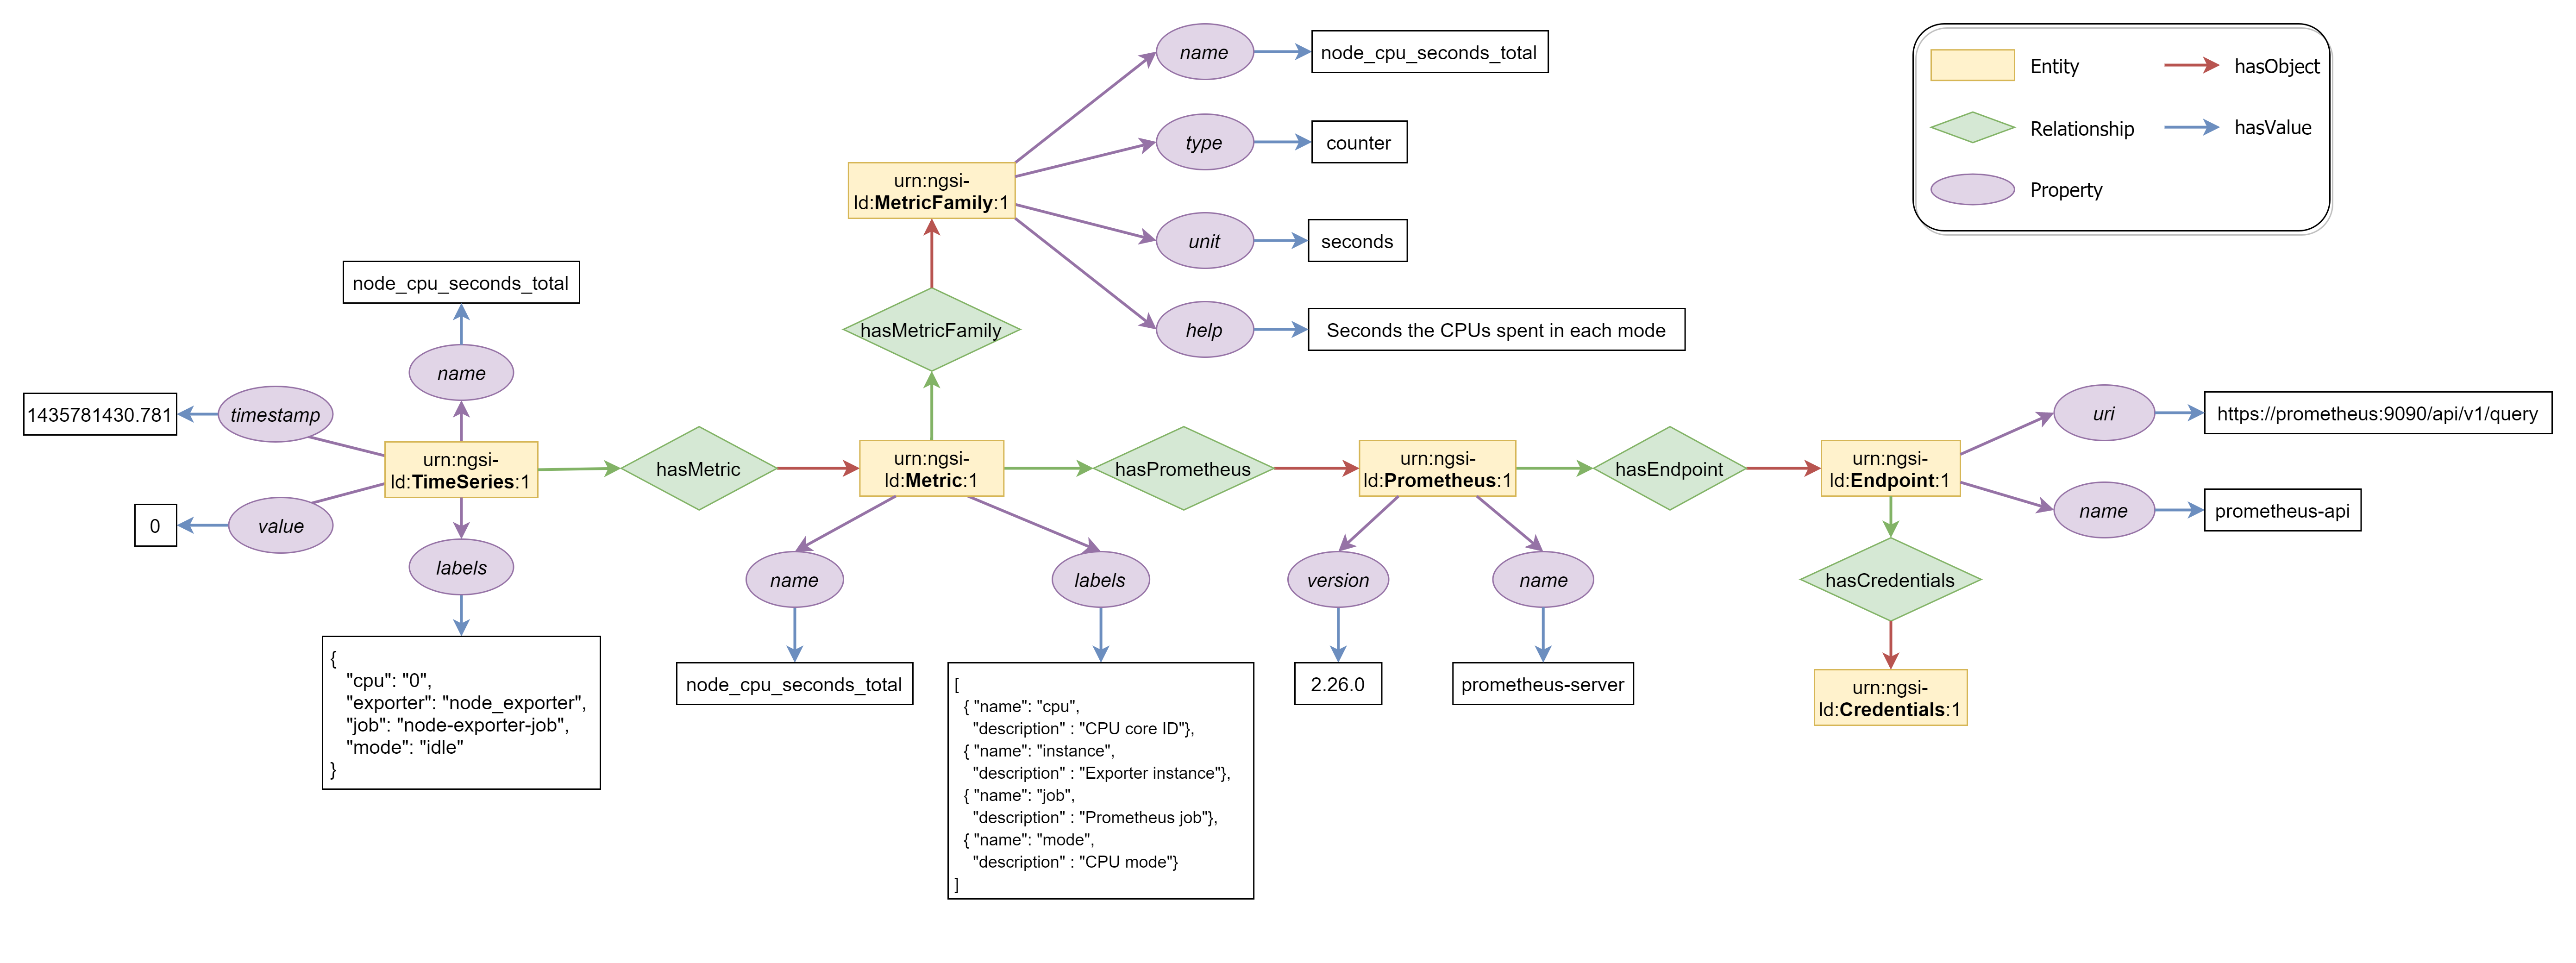 name
node_cpu_seconds_total
type
counter
unit
seconds
help
Seconds the CPUs spent in each mode
urn:ngsi-
ld:MetricFamily:1
hasMetricFamily
Entity
hasObject
Relationship
hasValue
Property
node_cpu_seconds_total
name
timestamp
1435781430.781
urn:ngsi-
ld:TimeSeries:1
value
0
labels
{
"cpu": "0",
"exporter": "node_exporter",
"job": "node-exporter-job",
"mode": "idle"
}
hasMetric
urn:ngsi-
ld:Metric:1
name
node_cpu_seconds_total
labels
[
{ "name": "cpu",
"description" : "CPU core ID"},
{ "name": "instance",
"description" : "Exporter instance"},
{ "name": "job",
"description" : "Prometheus job"},
{ "name": "mode",
"description" : "CPU mode"}
]
hasPrometheus
urn:ngsi-
ld:Prometheus:1
version
2.26.0
name
prometheus-server
hasEndpoint
urn:ngsi-
ld:Endpoint:1
uri
https://prometheus:9090/api/v1/query
name
prometheus-api
hasCredentials
urn:ngsi-
ld:Credentials:1